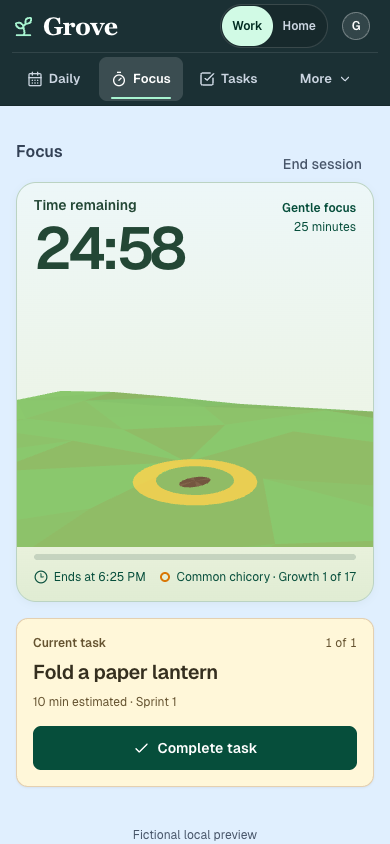 Grove
Work
Home
G
Daily
Focus
Tasks
More
Focus
End session
Time remaining
Gentle focus
24:58
25 minutes
Ends at 6:25 PM
Common chicory · Growth 1 of 17
Current task
1 of 1
Fold a paper lantern
10 min estimated · Sprint 1
Complete task
Fictional local preview